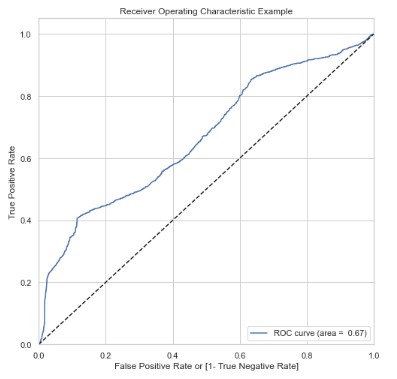 Receiver Operating Characteristic Example
True Positive Rate
1.0
0.8
0.6
0.4
0.2
0.0
0.0 0.2 0.4 0.6 0.8 1.0
ROC curve (area =  0.67)
False Positive Rate or [1- True Negative Rate]